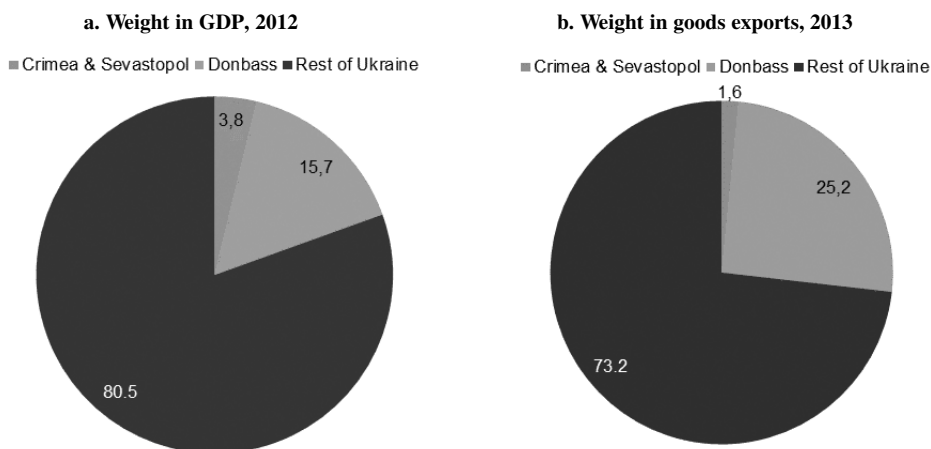 a. Weight in GDP, 2012
Crimea & Sevastopol Donbass Rest of Ukraine
3,8
15,7
80.5
b. Weight in goods exports, 2013
Crimea & Sevastopol Donbass Rest of Ukraine
1,6
25,2
73.2